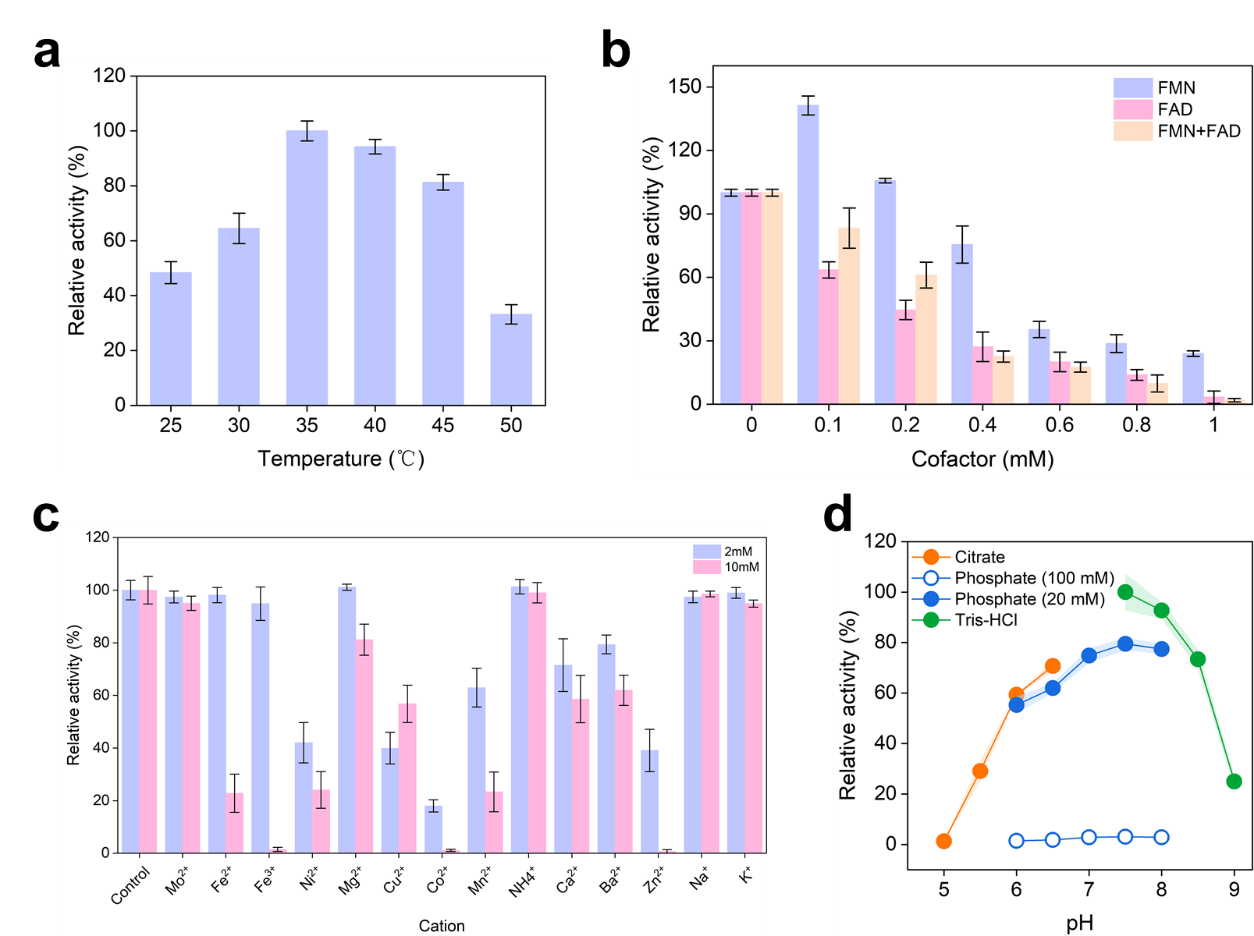 a
120
100
80
60
40
20
0
Relative activity (%)
25 30 35 40 45 50
Temperature (℃)
b
150
120
90
60
30
0
Relative activity (%)
FMN
FAD
FMN+FAD
0 0.1 0.2 0.4 0.6 0.8 1
Cofactor (mM)
c
120
100
80
60
40
20
0
Relative activity (%)
2mM
10mM
Control Mo²⁺ Fe²⁺ Fe³⁺ Ni²⁺ Mg²⁺ Cu²⁺ Co²⁺ Mn²⁺ NH4⁺ Ca²⁺ Ba²⁺ Zn²⁺ Na⁺ K⁺
Cation
d
120
100
80
60
40
20
0
Relative activity (%)
Citrate
Phosphate (100 mM)
Phosphate (20 mM)
Tris-HCl
5 6 7 8 9
pH